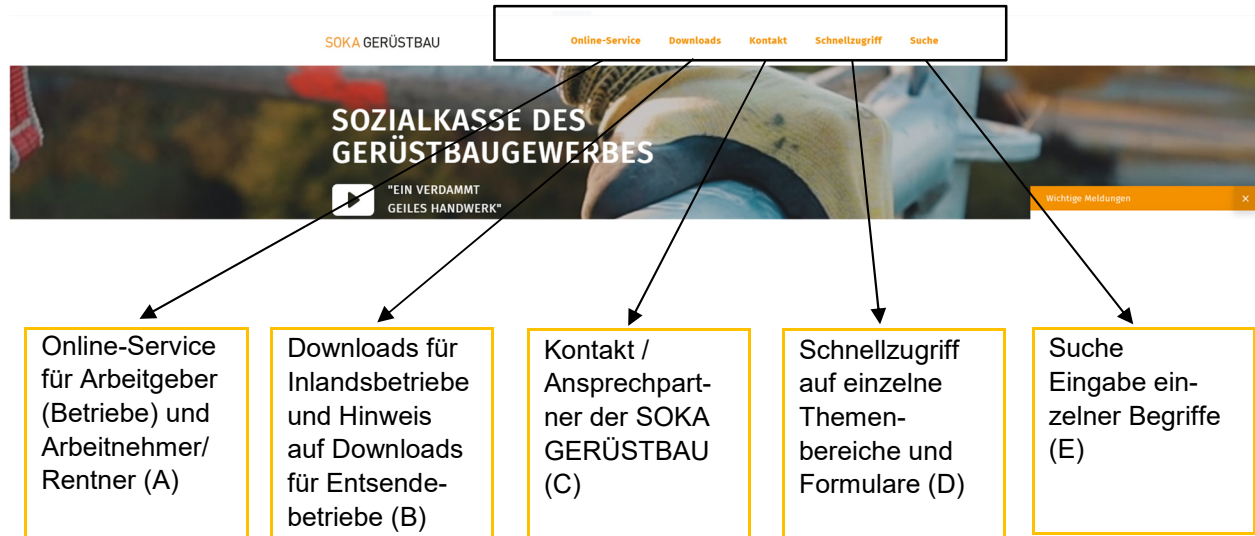 SOKA GERÜSTBAU
Online-Service Downloads Kontakt Schnellzugriff Suche
SOZIALKASSE DES
GERÜSTBAUGEWERBES
"EIN VERDAMMT
GEILES HANDWERK"
Wichtige Meldungen ×
Online-Service
für Arbeitgeber
(Betriebe) und
Arbeitnehmer/
Rentner (A)
Downloads für
Inlandsbetriebe
und Hinweis
auf Downloads
für Entsende-
betriebe (B)
Kontakt /
Ansprechpart-
ner der SOKA
GERÜSTBAU
(C)
Schnellzugriff
auf einzelne
Themen-
bereiche und
Formulare (D)
Suche
Eingabe ein-
zelner Begriffe
(E)